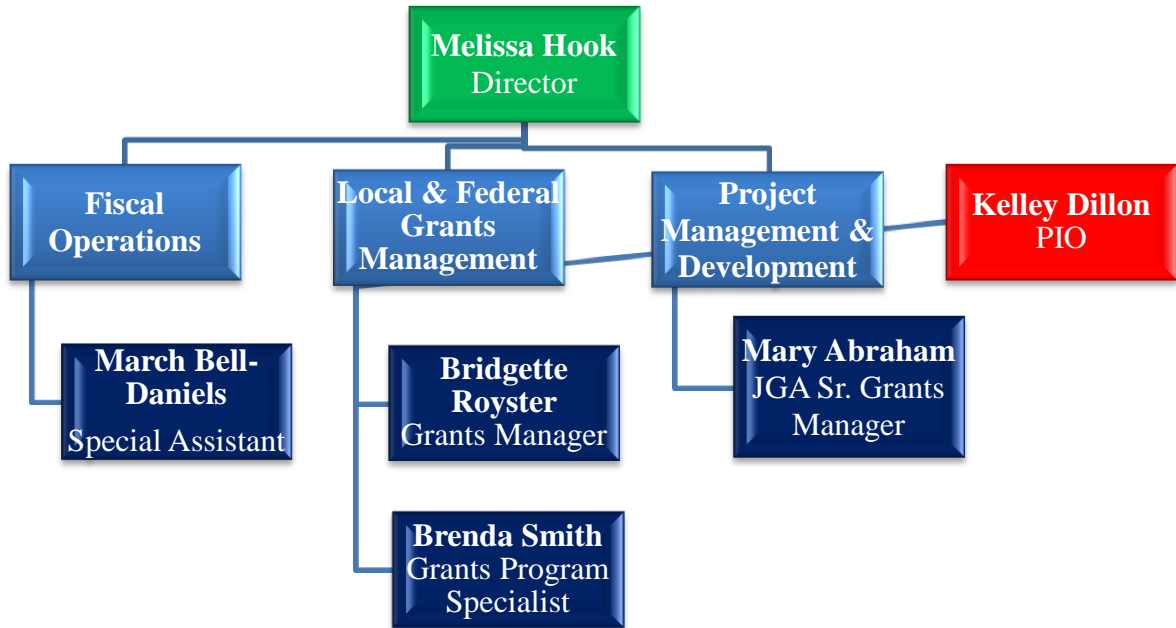 Melissa Hook
Director
Fiscal
Operations
Local & Federal
Grants
Management
Project
Management &
Development
Kelley Dillon
PIO
March Bell-
Daniels
Special Assistant
Bridgette
Royster
Grants Manager
Mary Abraham
JGA Sr. Grants
Manager
Brenda Smith
Grants Program
Specialist